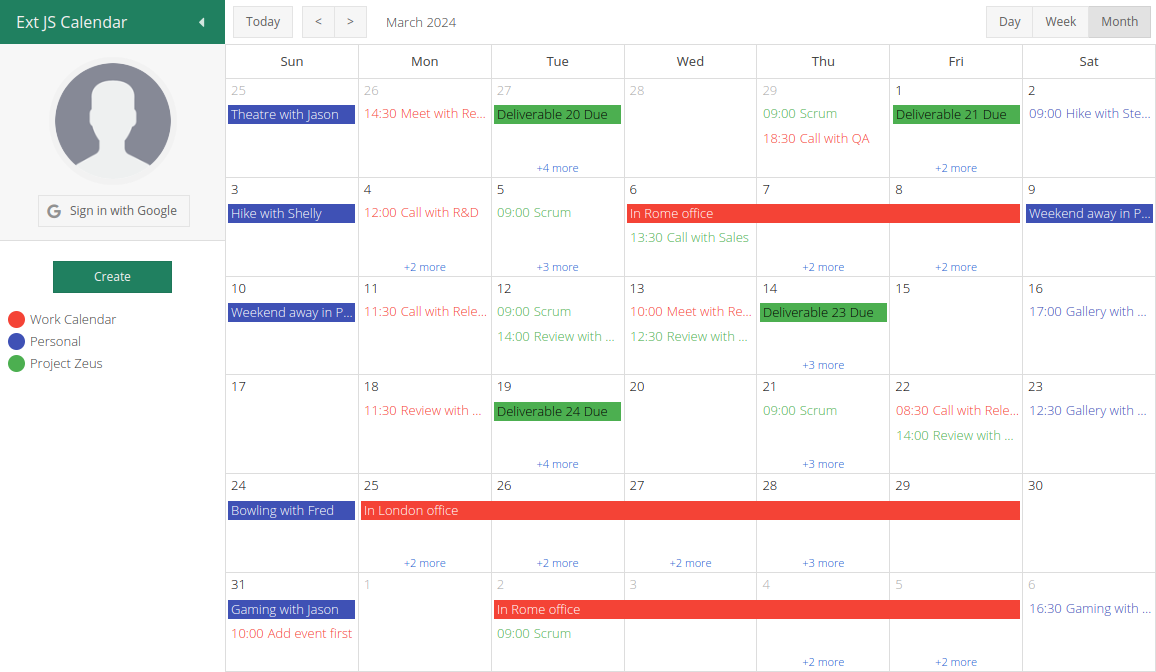 Ext JS Calendar
Today < > March 2024 Day Week Month
Sun Mon Tue Wed Thu Fri Sat
25 26 27 28 29 1 2
Theatre with Jason 14:30 Meet with Re... Deliverable 20 Due 09:00 Scrum Deliverable 21 Due 09:00 Hike with Ste...
18:30 Call with QA
+4 more +2 more
Sign in with Google
3 4 5 6 7 8 9
Hike with Shelly 12:00 Call with R&D 09:00 Scrum In Rome office Weekend away in P...
13:30 Call with Sales
+2 more +3 more +2 more +2 more
Create
Work Calendar
Personal
Project Zeus
10 11 12 13 14 15 16
Weekend away in P... 11:30 Call with Rele... 09:00 Scrum 10:00 Meet with Re... Deliverable 23 Due 17:00 Gallery with ...
14:00 Review with ... 12:30 Review with ...
+3 more
17 18 19 20 21 22 23
11:30 Review with ... Deliverable 24 Due 09:00 Scrum 08:30 Call with Rele... 12:30 Gallery with ...
14:00 Review with ...
+4 more +3 more
24 25 26 27 28 29 30
Bowling with Fred In London office
+2 more +2 more +2 more +3 more
31 1 2 3 4 5 6
Gaming with Jason In Rome office 16:30 Gaming with ...
10:00 Add event first 09:00 Scrum
+2 more +2 more